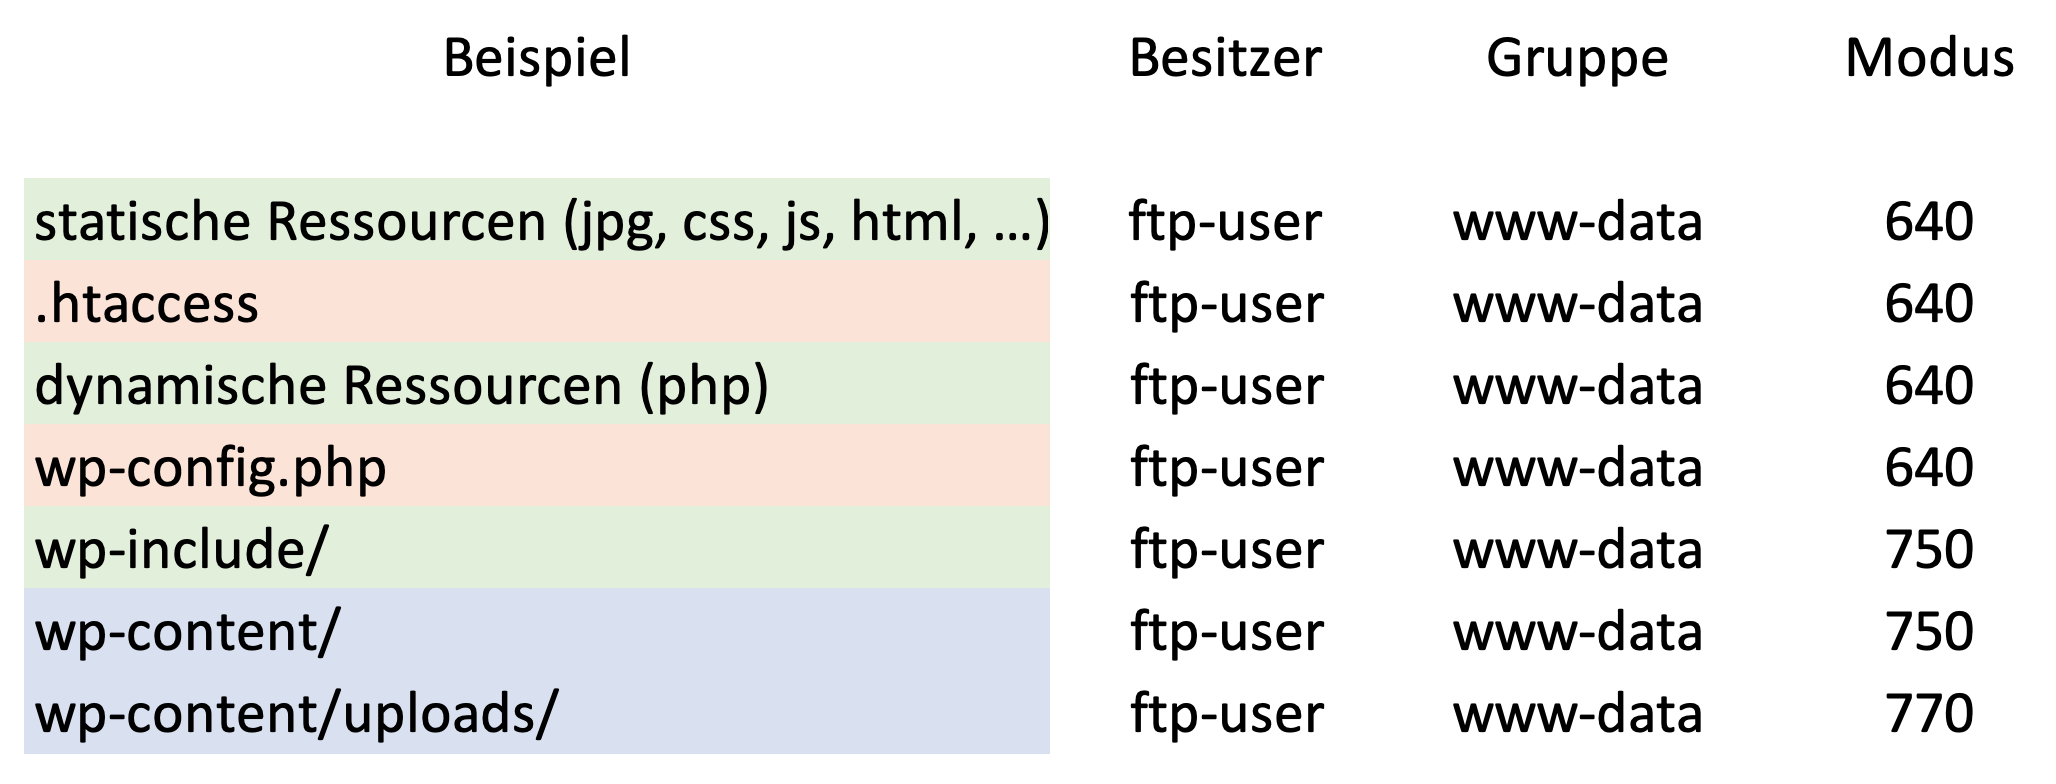 Beispiel Besitzer Gruppe Modus
statische Ressourcen (jpg, css, js, html, …) ftp-user www-data 640
.htaccess ftp-user www-data 640
dynamische Ressourcen (php) ftp-user www-data 640
wp-config.php ftp-user www-data 640
wp-include/ ftp-user www-data 750
wp-content/ ftp-user www-data 750
wp-content/uploads/ ftp-user www-data 770